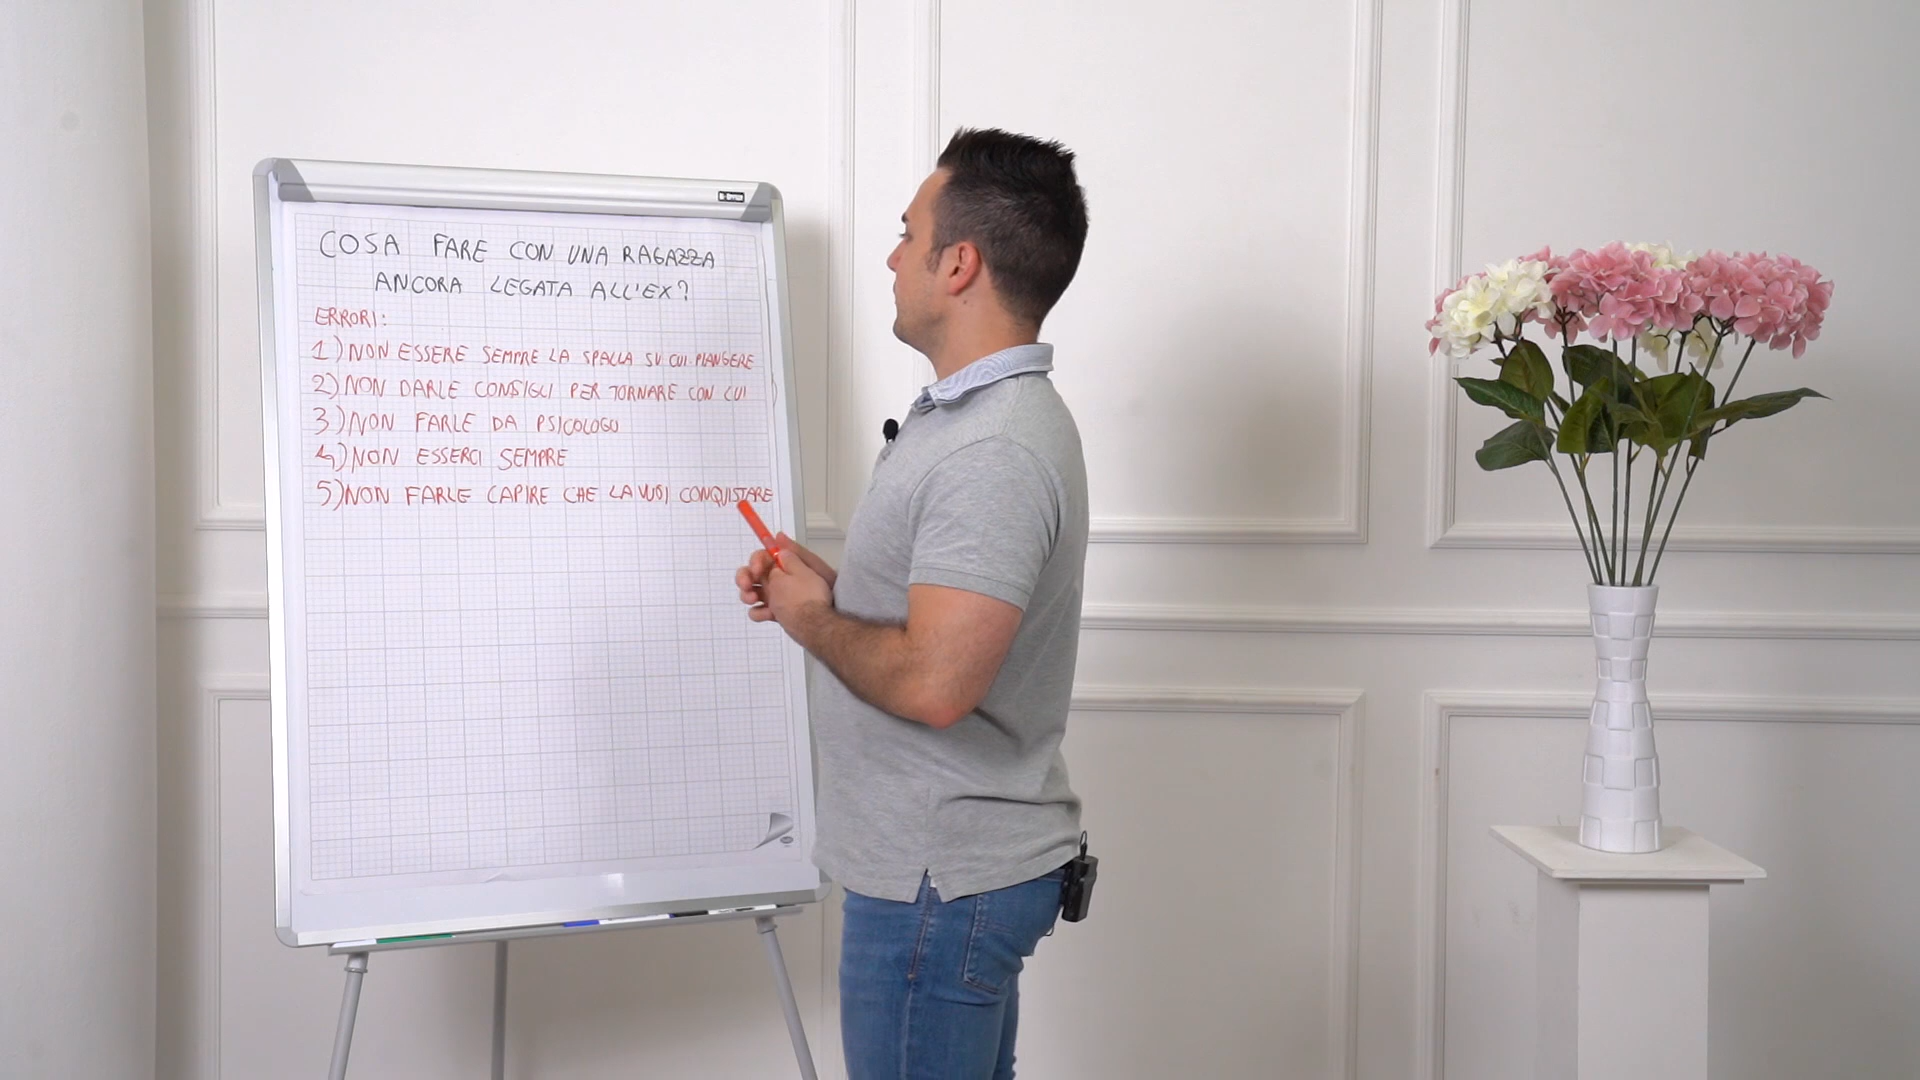 COSA FARE CON UNA RAGAZZA
ANCORA LEGATA ALL'EX?
ERRORI:
1) NON ESSERE SEMPRE LA SPALLA SU CUI PIANGERE
2) NON DARLE CONSIGLI PER TORNARE CON LUI
3) NON FARLE DA PSICOLOGO
4) NON ESSERCI SEMPRE
5) NON FARLE CAPIRE CHE LA VUOI CONQUISTARE